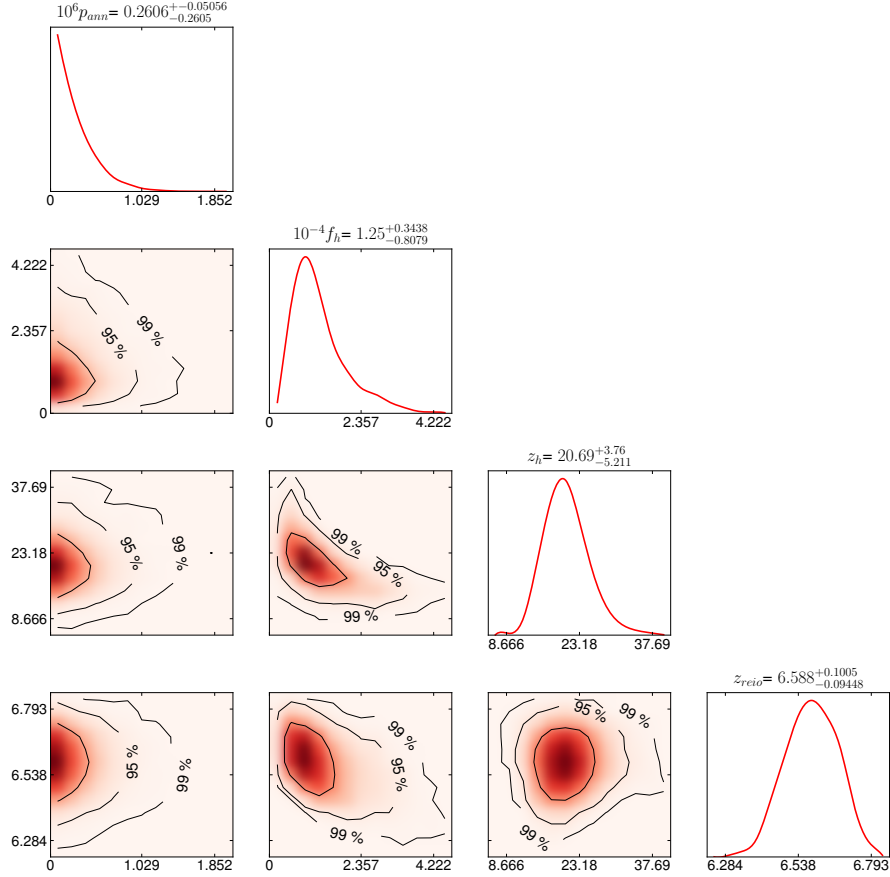 10^6 p_ann = 0.2606^{+-0.05056}_{-0.2605}
0 1.029 1.852
10^-4 f_h = 1.25^{+0.3438}_{-0.8079}
4.222
99 %
95 %
2.357
0
0 2.357 4.222
z_h = 20.69^{+3.76}_{-5.211}
37.69
99 %
95 %
99 %
95 %
23.18
99 %
8.666
8.666 23.18 37.69
z_reio = 6.588^{+0.1005}_{-0.09448}
6.793
95 % 99 %
99 %
95 %
6.538
95 %
99 %
99 %
99 %
6.284
0 1.029 1.852 0 2.357 4.222 8.666 23.18 37.69 6.284 6.538 6.793